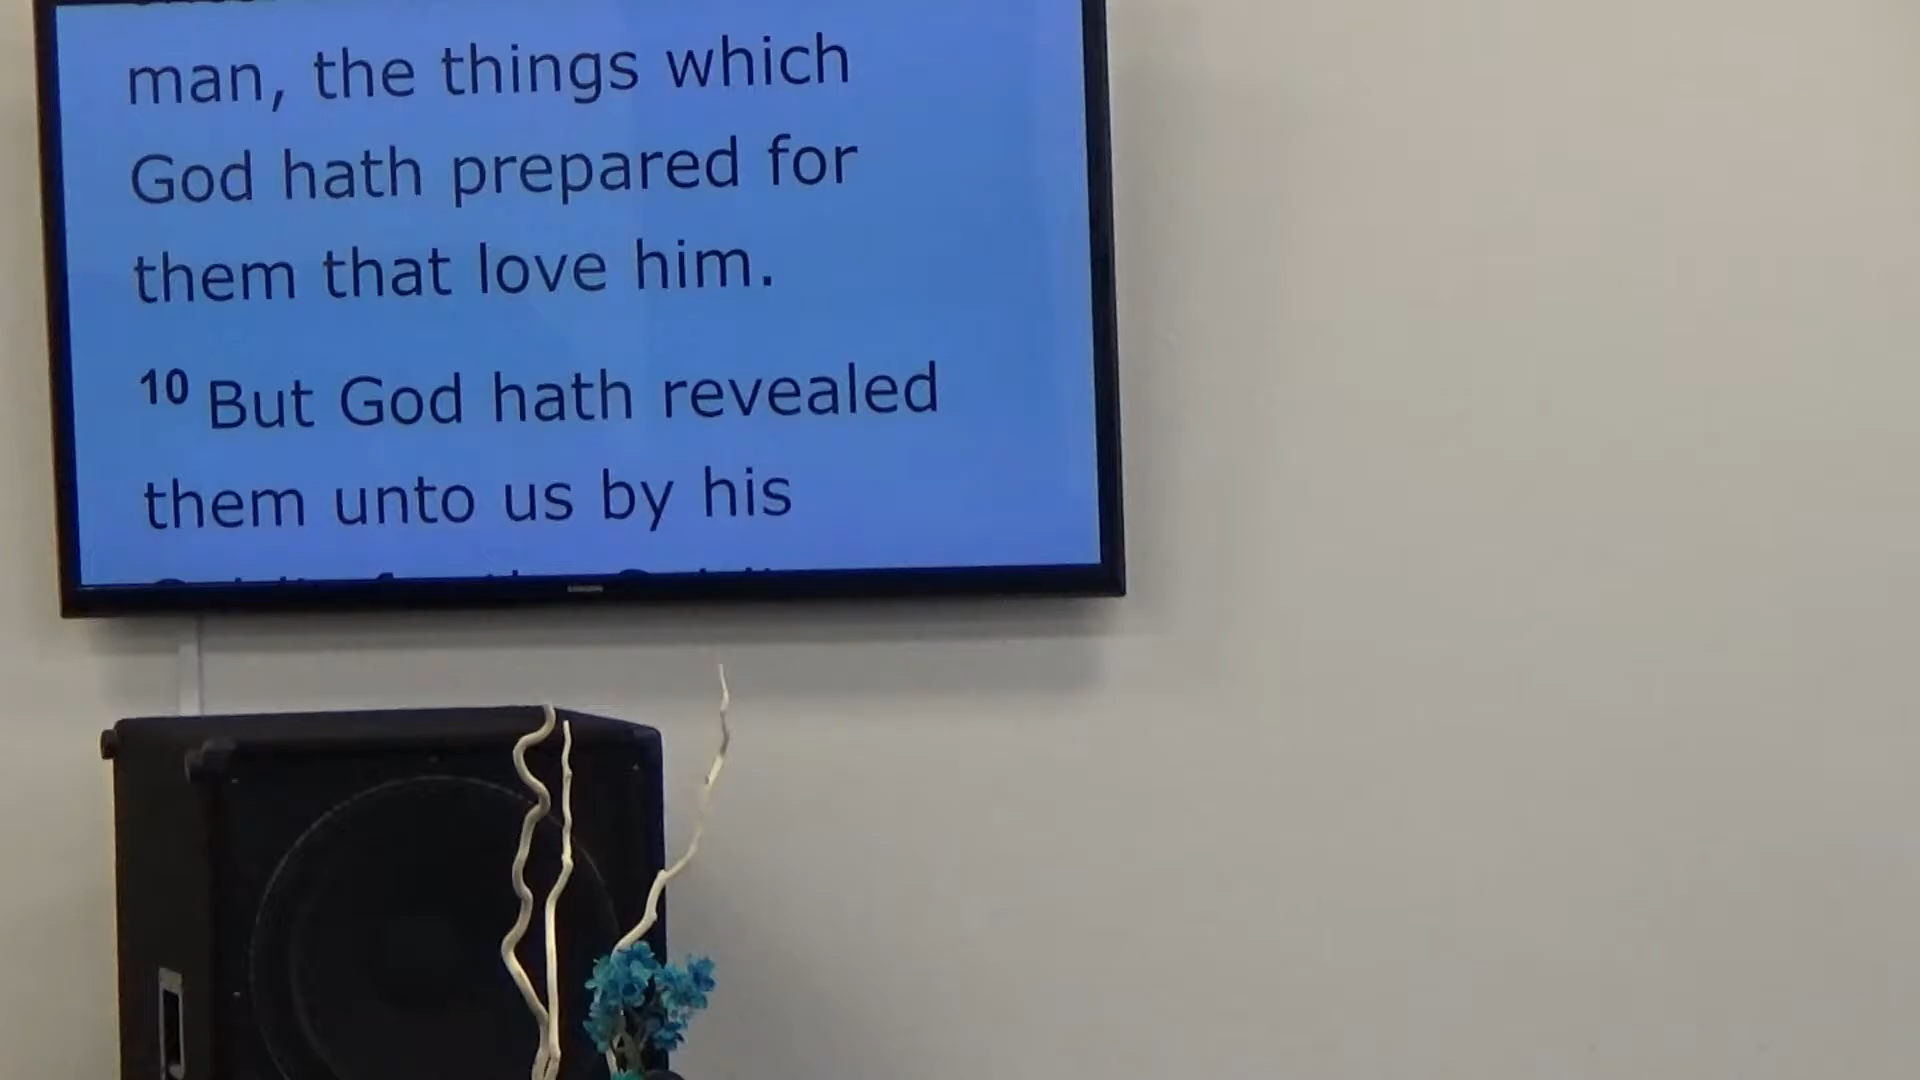 man, the things which
God hath prepared for
them that love him.
10 But God hath revealed
them unto us by his